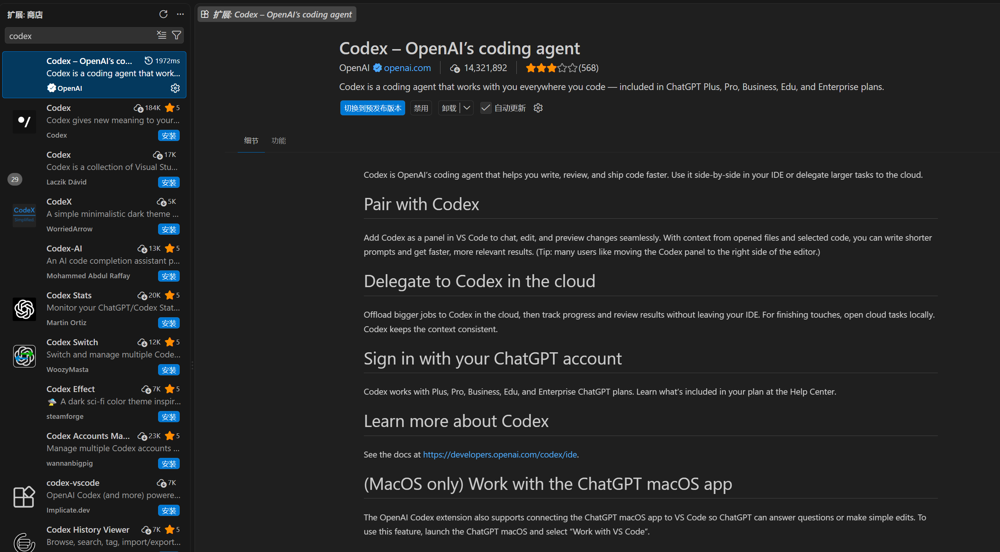 扩展: 商店
codex
Codex – OpenAI’s co... 1972ms
Codex is a coding agent that work...
OpenAI
Codex 184K 5
Codex gives new meaning to your...
Codex 安装
Codex 17K
Codex is a collection of Visual Stu...
29
Laczik Dávid 安装
CodeX 5K
CodeX
Simplified.
A simple minimalistic dark theme ...
WorriedArrow 安装
Codex-AI 13K 5
An AI code completion assistant p...
Mohammed Abdul Raffay 安装
Codex Stats 20K 5
Monitor your ChatGPT/Codex Stat...
Martin Ortiz 安装
Codex Switch 12K 5
Switch and manage multiple Code...
WoozyMasta 安装
Codex Effect 7K 5
🛸 A dark sci-fi color theme inspir...
steamforge 安装
Codex Accounts Ma... 23K 5
Manage multiple Codex accounts ...
wannanbigpig 安装
codex-vscode 7K
OpenAI Codex (and more) powere...
Implicate.dev 安装
Codex History Viewer 7K 5
Browse, search, tag, import/export...
扩展: Codex – OpenAI’s coding agent
Codex – OpenAI’s coding agent
OpenAI openai.com 14,321,892 (568)
Codex is a coding agent that works with you everywhere you code — included in ChatGPT Plus, Pro, Business, Edu, and Enterprise plans.
切换到预发布版本 禁用 卸载 自动更新
细节 功能
Codex is OpenAI’s coding agent that helps you write, review, and ship code faster. Use it side-by-side in your IDE or delegate larger tasks to the cloud.
Pair with Codex
Add Codex as a panel in VS Code to chat, edit, and preview changes seamlessly. With context from opened files and selected code, you can write shorter
prompts and get faster, more relevant results. (Tip: many users like moving the Codex panel to the right side of the editor.)
Delegate to Codex in the cloud
Offload bigger jobs to Codex in the cloud, then track progress and review results without leaving your IDE. For finishing touches, open cloud tasks locally.
Codex keeps the context consistent.
Sign in with your ChatGPT account
Codex works with Plus, Pro, Business, Edu, and Enterprise ChatGPT plans. Learn what’s included in your plan at the Help Center.
Learn more about Codex
See the docs at https://developers.openai.com/codex/ide.
(MacOS only) Work with the ChatGPT macOS app
The OpenAI Codex extension also supports connecting the ChatGPT macOS app to VS Code so ChatGPT can answer questions or make simple edits. To
use this feature, launch the ChatGPT macOS and select “Work with VS Code”.